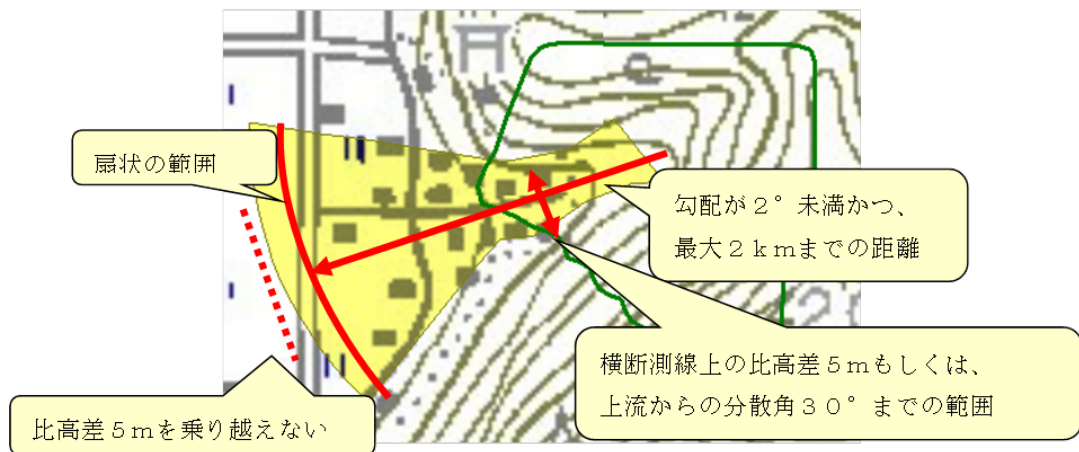 扇状の範囲
勾配が２°未満かつ、
最大２ｋｍまでの距離
横断測線上の比高差５ｍもしくは、
上流からの分散角３０°までの範囲
比高差５ｍを乗り越えない